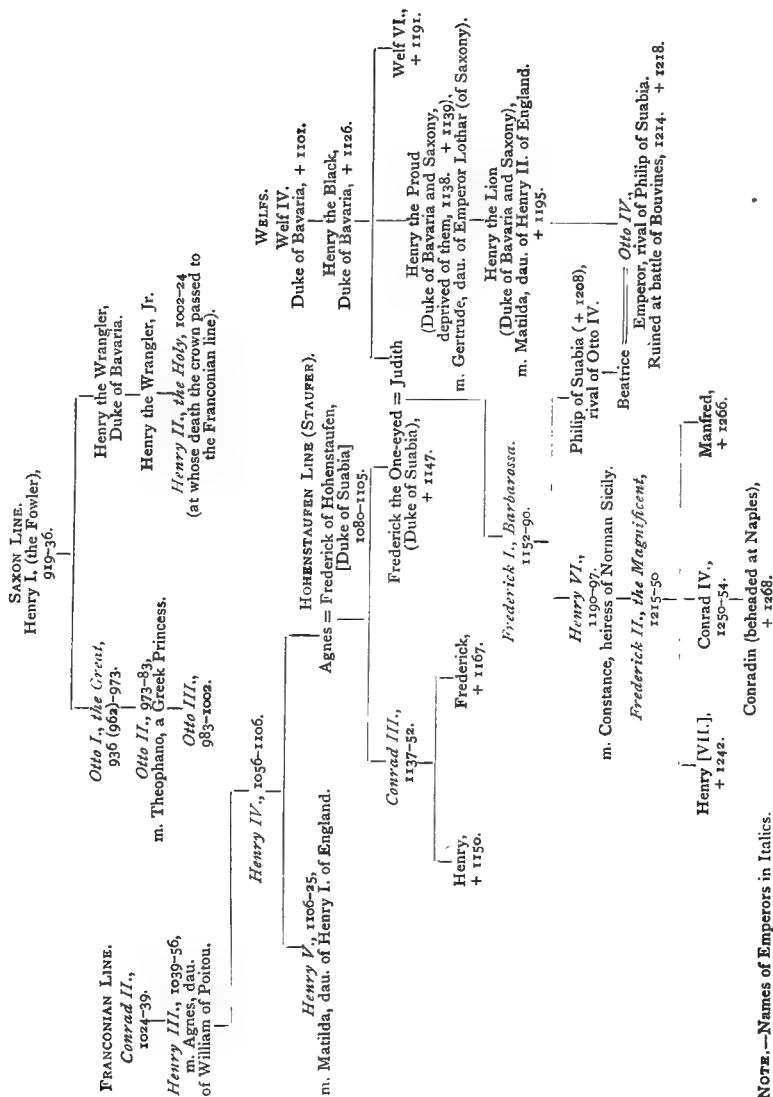 SAXON LINE.
Henry I. (the Fowler),
919–36.
Otto I., the Great,
936 (962)–973.
Otto II., 973–83,
m. Theophano, a Greek Princess.
Otto III.,
983–1002.
Henry the Wrangler,
Duke of Bavaria.
Henry the Wrangler, Jr.
Henry II., the Holy, 1002–24
(at whose death the crown passed to
the Franconian line).
FRANCONIAN LINE.
Conrad II.,
1024–39.
Henry III., 1039–56,
m. Agnes, dau.
of William of Poitou.
Henry IV., 1056–1106.
Henry V., 1106–25,
m. Matilda, dau. of Henry I. of England.
HOHENSTAUFEN LINE (STAUFER).
Agnes = Frederick of Hohenstaufen,
[Duke of Suabia]
1080–1105.
Conrad III.,
1137–52.
Henry,
+ 1150.
Frederick,
+ 1167.
Frederick the One-eyed = Judith
(Duke of Suabia),
+ 1147.
Frederick I., Barbarossa.
1152–90.
Henry VI.,
1190–97.
m. Constance, heiress of Norman Sicily.
Frederick II., the Magnificent,
1215–50
Henry [VII.],
+ 1242.
Conrad IV.,
1250–54.
Manfred,
+ 1266.
Conradin (beheaded at Naples),
+ 1268.
Philip of Suabia (+ 1208),
rival of Otto IV.
WELFS.
Welf IV.
Duke of Bavaria, + 1101.
Henry the Black,
Duke of Bavaria, + 1126.
Welf VI.,
+ 1191.
Henry the Proud
(Duke of Bavaria and Saxony,
deprived of them, 1138. + 1139),
m. Gertrude, dau. of Emperor Lothar (of Saxony).
Henry the Lion
(Duke of Bavaria and Saxony),
m. Matilda, dau. of Henry II. of England.
+ 1195.
Beatrice = Otto IV.,
Emperor, rival of Philip of Suabia.
Ruined at battle of Bouvines, 1214. + 1218.
NOTE.—Names of Emperors in Italics.